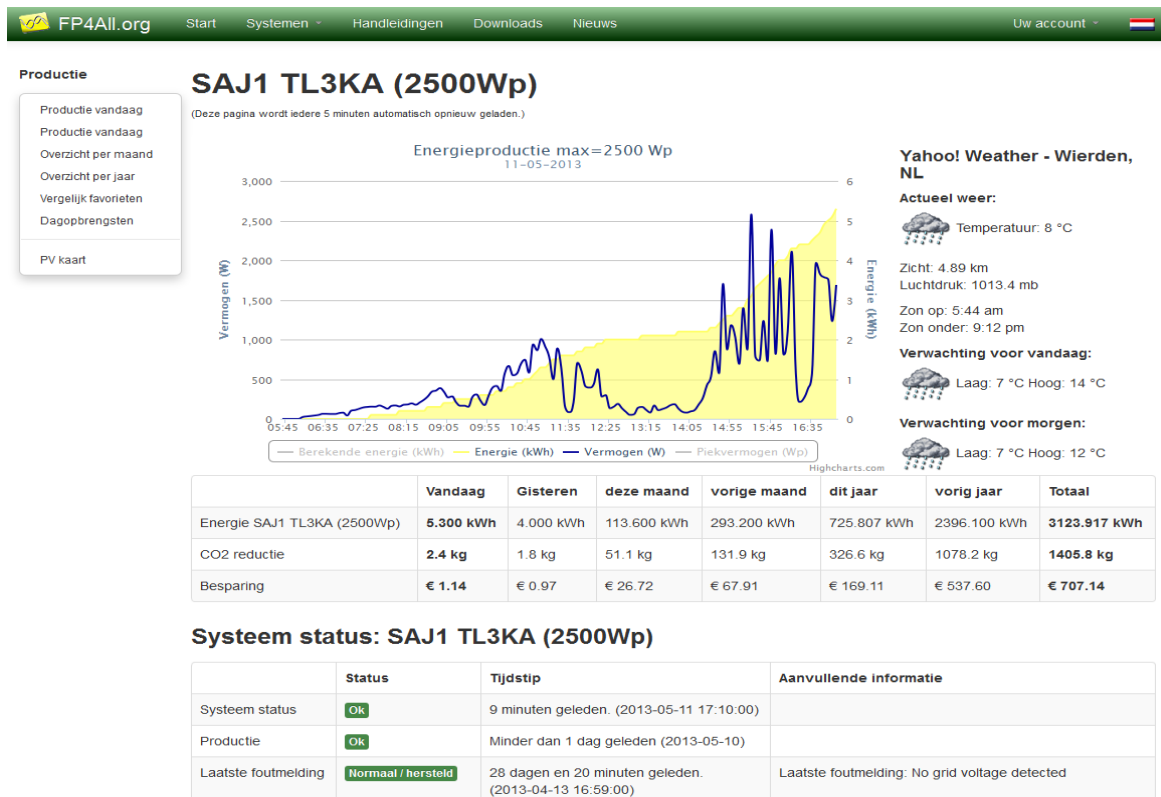 FP4All.org Start Systemen Handleidingen Downloads Nieuws Uw account
Productie
Productie vandaag
Productie vandaag
Overzicht per maand
Overzicht per jaar
Vergelijk favorieten
Dagopbrengsten
PV kaart
SAJ1 TL3KA (2500Wp)
(Deze pagina wordt iedere 5 minuten automatisch opnieuw geladen.)
Energieproductie max=2500 Wp
11-05-2013
Vermogen (W)
3,000
2,500
2,000
1,500
1,000
500
0
6
5
4
3
2
1
0
Energie (kWh)
05:45 06:35 07:25 08:15 09:05 09:55 10:45 11:35 12:25 13:15 14:05 14:55 15:45 16:35
Berekende energie (kWh) Energie (kWh) Vermogen (W) Piekvermogen (Wp)
Highcharts.com
Yahoo! Weather - Wierden,
NL
Actueel weer:
Temperatuur: 8 °C
Zicht: 4.89 km
Luchtdruk: 1013.4 mb
Zon op: 5:44 am
Zon onder: 9:12 pm
Verwachting voor vandaag:
Laag: 7 °C Hoog: 14 °C
Verwachting voor morgen:
Laag: 7 °C Hoog: 12 °C
Vandaag Gisteren deze maand vorige maand dit jaar vorig jaar Totaal
Energie SAJ1 TL3KA (2500Wp) 5.300 kWh 4.000 kWh 113.600 kWh 293.200 kWh 725.807 kWh 2396.100 kWh 3123.917 kWh
CO2 reductie 2.4 kg 1.8 kg 51.1 kg 131.9 kg 326.6 kg 1078.2 kg 1405.8 kg
Besparing € 1.14 € 0.97 € 26.72 € 67.91 € 169.11 € 537.60 € 707.14
Systeem status: SAJ1 TL3KA (2500Wp)
Status Tijdstip Aanvullende informatie
Systeem status Ok 9 minuten geleden. (2013-05-11 17:10:00)
Productie Ok Minder dan 1 dag geleden (2013-05-10)
Laatste foutmelding Normaal / hersteld 28 dagen en 20 minuten geleden. Laatste foutmelding: No grid voltage detected
(2013-04-13 16:59:00)